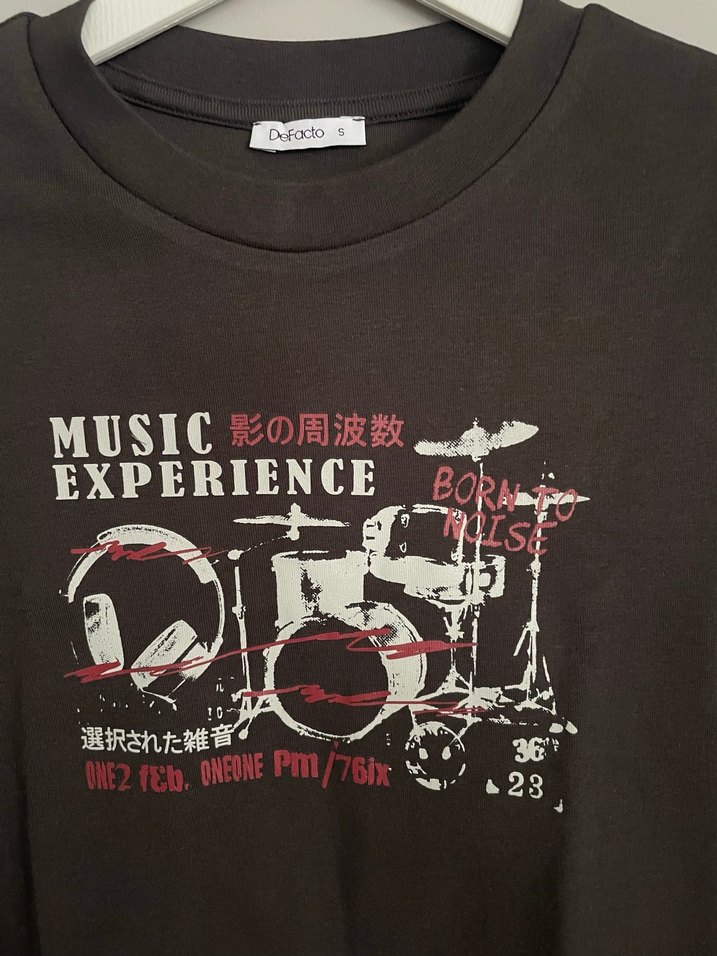 DeFacto S
MUSIC 影の周波数
EXPERIENCE
BORN TO
NOISE
選択された雑音
ONE2 fEb. ONEONE Pm /76ix
36
23